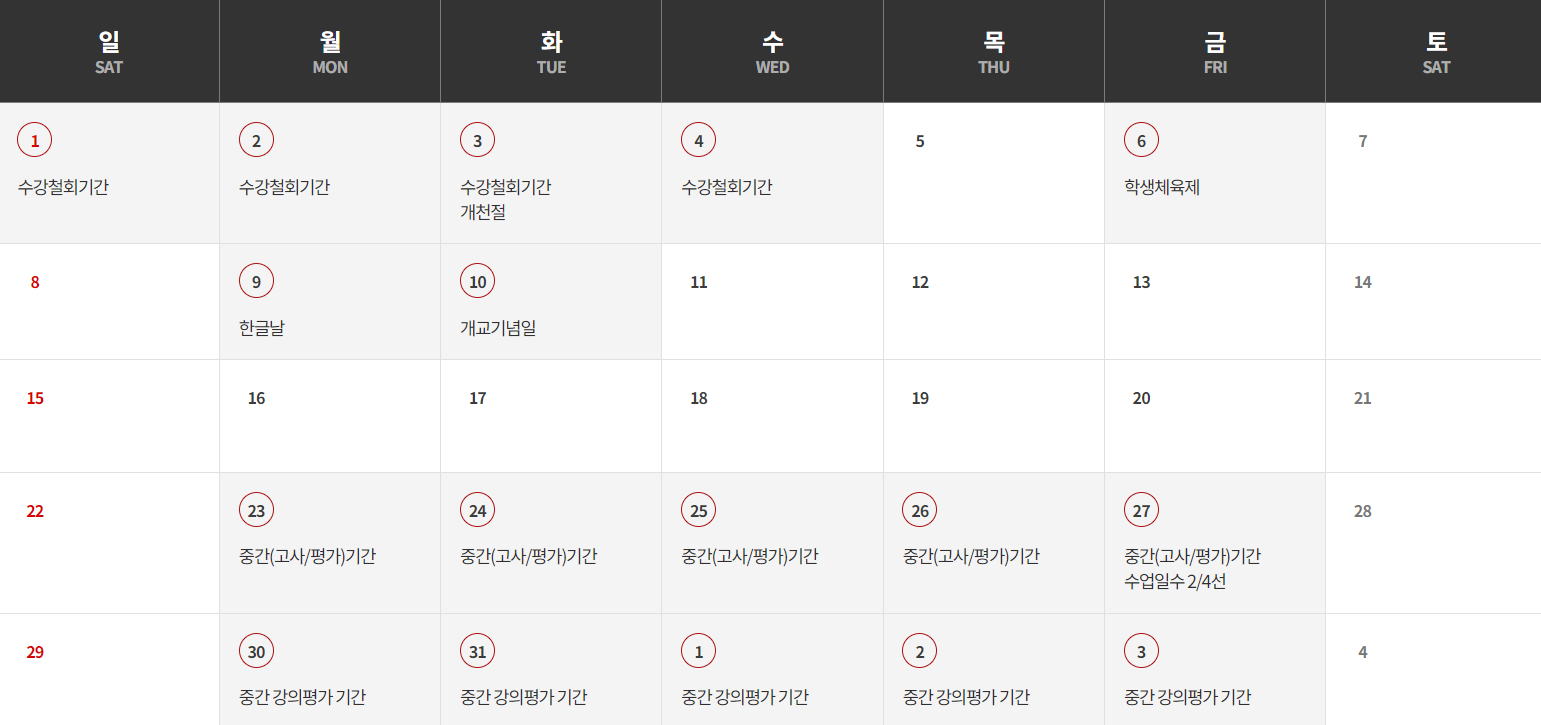 일 월 화 수 목 금 토
SAT MON TUE WED THU FRI SAT
1 2 3 4 5 6 7
수강철회기간 수강철회기간 수강철회기간 수강철회기간 학생체육제
개천절
8 9 10 11 12 13 14
한글날 개교기념일
15 16 17 18 19 20 21
22 23 24 25 26 27 28
중간(고사/평가)기간 중간(고사/평가)기간 중간(고사/평가)기간 중간(고사/평가)기간 중간(고사/평가)기간
수업일수 2/4선
29 30 31 1 2 3 4
중간 강의평가 기간 중간 강의평가 기간 중간 강의평가 기간 중간 강의평가 기간 중간 강의평가 기간